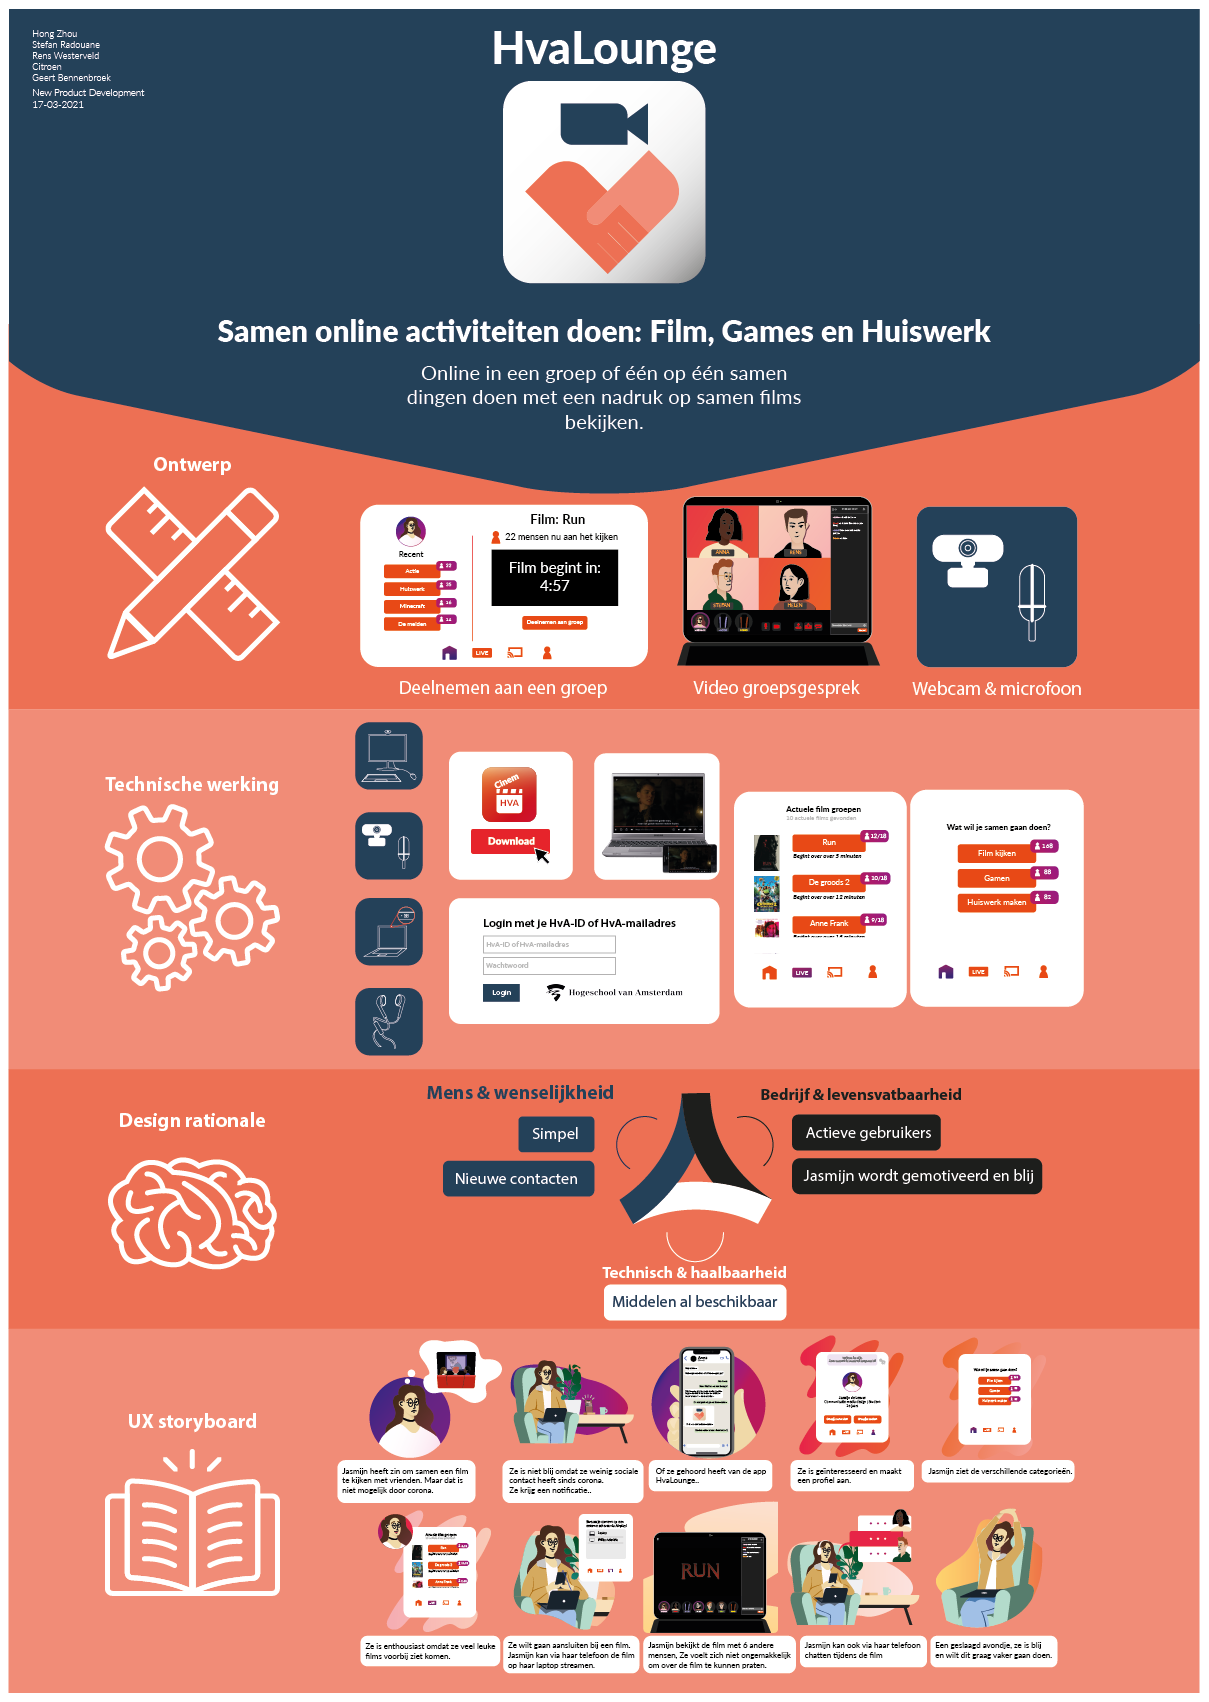 Hong Zhou
Stefan Radouane
Rens Westerveld
Citroen
Geert Bennenbroek
New Product Development
17-03-2021
HvaLounge
Samen online activiteiten doen: Film, Games en Huiswerk
Online in een groep of één op één samen
dingen doen met een nadruk op samen films
bekijken.
Ontwerp
Recent
Actie
22
Huiswerk
Minecraft
De melden
Film: Run
22 mensen nu aan het kijken
Film begint in:
4:57
Deelnemen aan groep
LIVE
ANNA
RENS
STEFAN
HELEN
Deelnemen aan een groep
Video groepsgesprek
Webcam & microfoon
Technische werking
Cinem
HVA
Download
Login met je HvA-ID of HvA-mailadres
HvA-ID of HvA-mailadres
Wachtwoord
Login
Hogeschool van Amsterdam
Actuele film groepen
10 actuele films gevonden
Run
12/18
Begint over over 5 minuten
De groods 2
10/18
Begint over over 12 minuten
Anne Frank
9/18
LIVE
Wat wil je samen gaan doen?
Film kijken
168
Gamen
88
Huiswerk maken
82
LIVE
Design rationale
Mens & wenselijkheid
Simpel
Nieuwe contacten
Bedrijf & levensvatbaarheid
Actieve gebruikers
Jasmijn wordt gemotiveerd en blij
Technisch & haalbaarheid
Middelen al beschikbaar
UX storyboard
Jasmijn heeft zin om samen een film
te kijken met vrienden. Maar dat is
niet mogelijk door corona.
Ze is niet blij omdat ze weinig sociale
contact heeft sinds corona.
Ze krijg een notificatie..
Of ze gehoord heeft van de app
HvaLounge..
Ze is geïnteresseerd en maakt
een profiel aan.
Jasmijn ziet de verschillende categorieën.
RUN
Ze is enthousiast omdat ze veel leuke
films voorbij ziet komen.
Ze wilt gaan aansluiten bij een film.
Jasmijn kan via haar telefoon de film
op haar laptop streamen.
Jasmijn bekijkt de film met 6 andere
mensen, Ze voelt zich niet ongemakkelijk
om over de film te kunnen praten.
Jasmijn kan ook via haar telefoon
chatten tijdens de film
Een geslaagd avondje, ze is blij
en wilt dit graag vaker gaan doen.